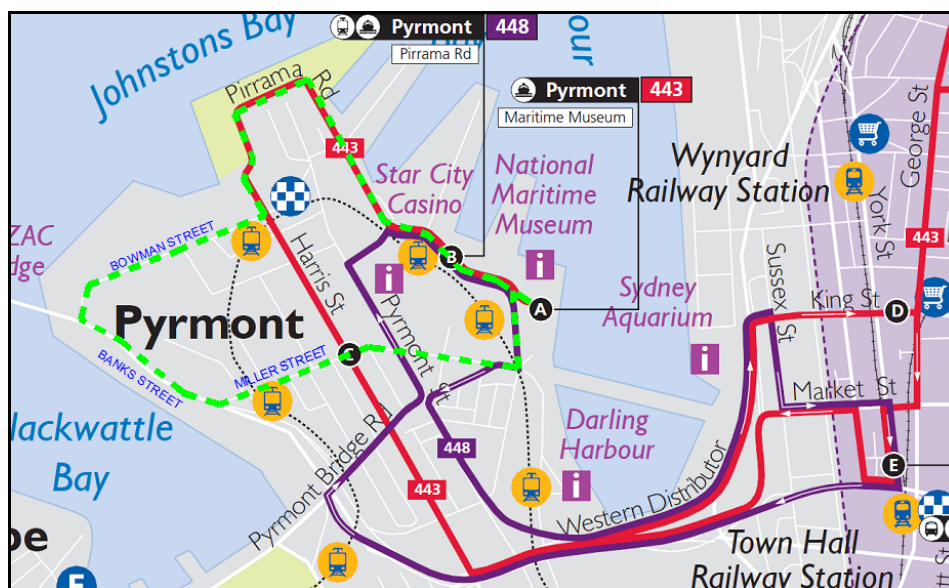 Johnstons Bay
Pyrmont 448
Pirrama Rd
our
Pyrmont 443
Maritime Museum
Pirrama Rd
443
Star City
Casino
National
Maritime
Museum
Wynyard
Railway Station
George St
York St
443
ZAC
dge
BOWMAN STREET
Harris St
B
i
i
A
Pyrmont
Pyrmont St
Sydney
Aquarium
i
Sussex St
King St
D
C
MILLER STREET
BANKS STREET
Market St
lackwattle
Bay
448
Darling
Harbour
i
E
Pyrmont Bridge Rd
443
Western Distributor
oe
Town Hall
Railway Station
F